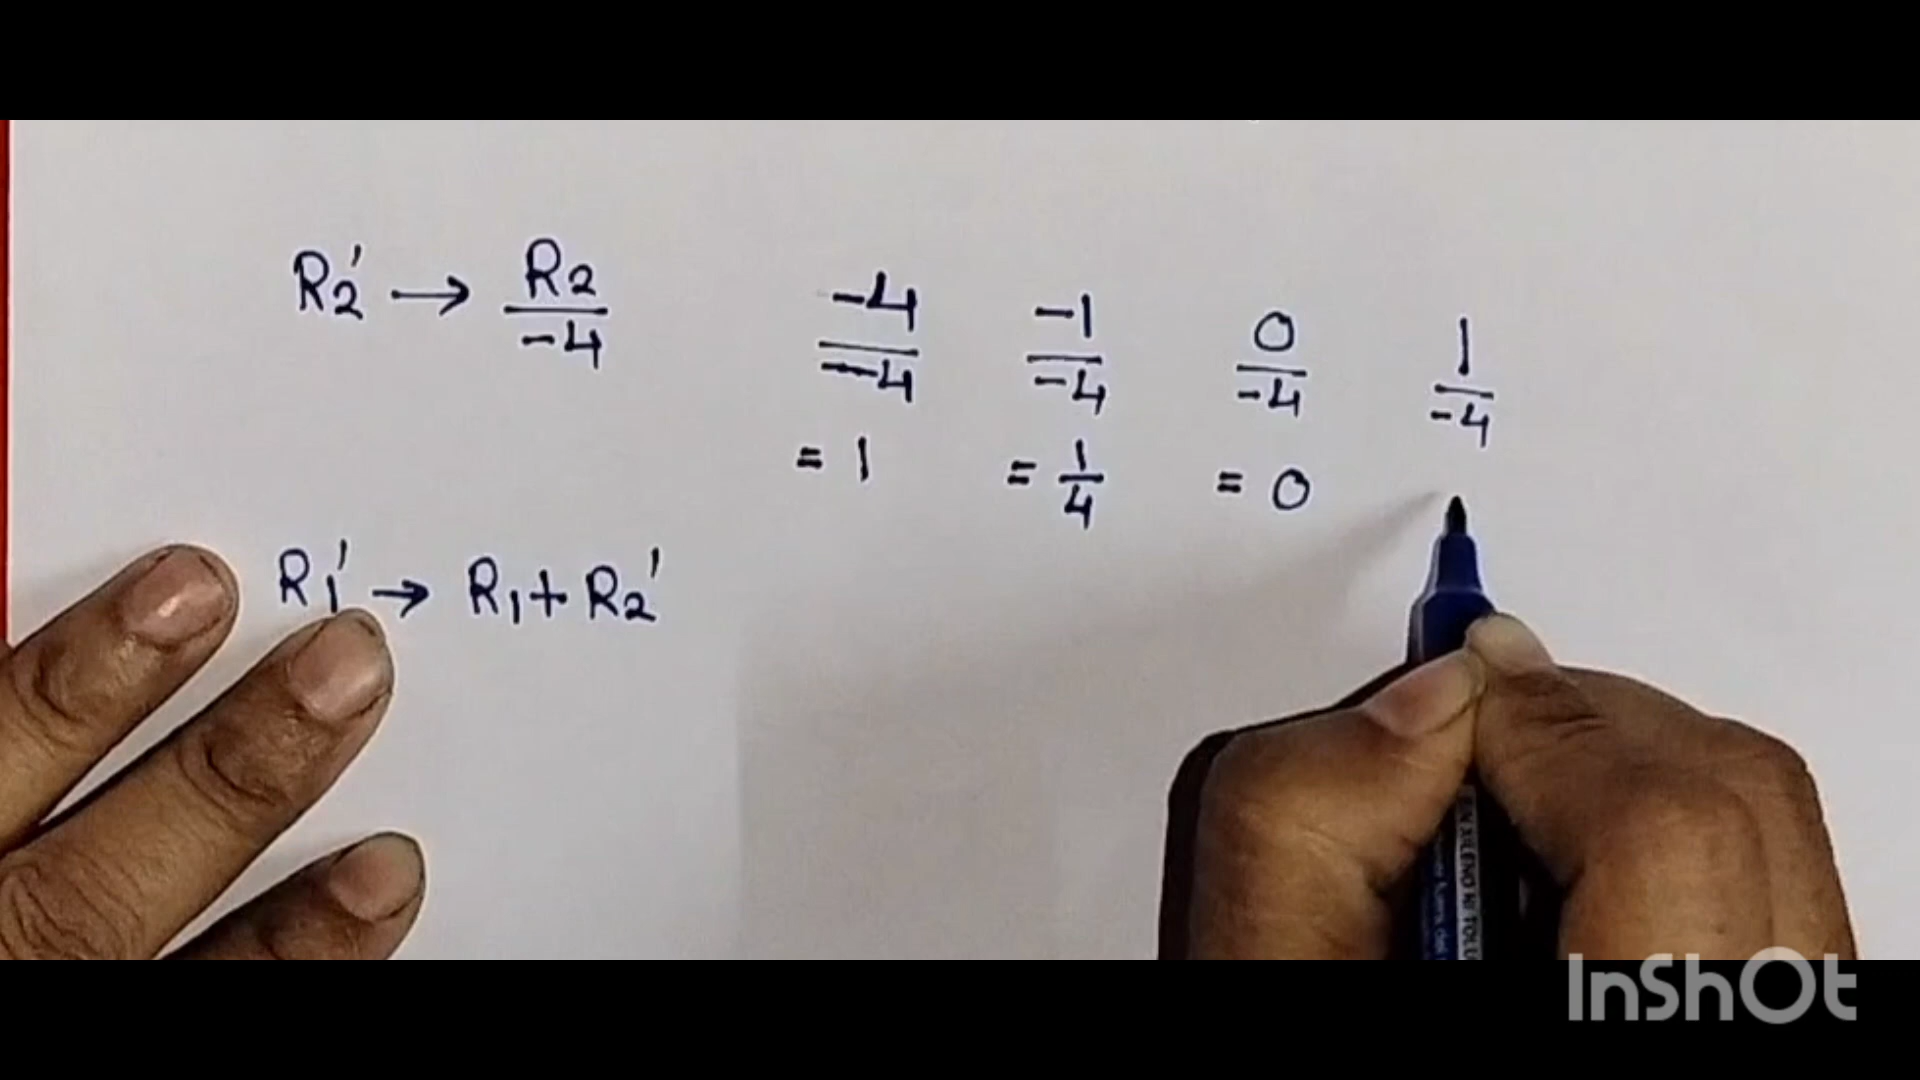 R2' → R2/-4   -4/-4   -1/-4   0/-4   1/-4
= 1   = 1/4   = 0
R1' → R1 + R2'
InShOt